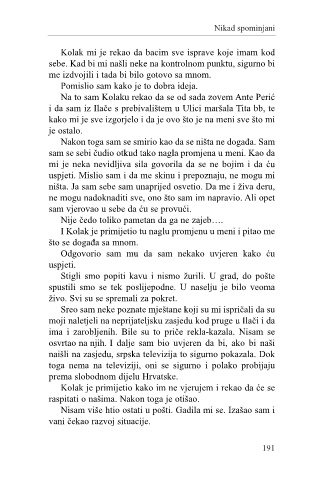 Nikad spominjani
Kolak mi je rekao da bacim sve isprave koje imam kod
sebe. Kad bi mi našli neke na kontrolnom punktu, sigurno bi
me izdvojili i tada bi bilo gotovo sa mnom.
Pomislio sam kako je to dobra ideja.
Na to sam Kolaku rekao da se od sada zovem Ante Perić
i da sam iz Ilače s prebivalištem u Ulici maršala Tita bb, te
kako mi je sve izgorjelo i da je ovo što je na meni sve što mi
je ostalo.
Nakon toga sam se smirio kao da se ništa ne događa. Sam
sam se sebi čudio otkud tako nagla promjena u meni. Kao da
mi je neka nevidljiva sila govorila da se ne bojim i da ću
uspjeti. Mislio sam i da me skinu i prepoznaju, ne mogu mi
ništa. Ja sam sebe sam unaprijed osvetio. Da me i živa deru,
ne mogu nadoknaditi sve, ono što sam im napravio. Ali opet
sam vjerovao u sebe da ću se provući.
Nije čedo toliko pametan da ga ne zajeb….
I Kolak je primijetio tu naglu promjenu u meni i pitao me
što se događa sa mnom.
Odgovorio sam mu da sam nekako uvjeren kako ću
uspjeti.
Stigli smo popiti kavu i nismo žurili. U grad, do pošte
spustili smo se tek poslijepodne. U naselju je bilo veoma
živo. Svi su se spremali za pokret.
Sreo sam neke poznate mještane koji su mi ispričali da su
moji naletjeli na neprijateljsku zasjedu kod pruge u Ilači i da
ima i zarobljenih. Bile su to priče rekla-kazala. Nisam se
osvrtao na njih. I dalje sam bio uvjeren da bi, ako bi naši
naišli na zasjedu, srpska televizija to sigurno pokazala. Dok
toga nema na televiziji, oni se sigurno i polako probijaju
prema slobodnom dijelu Hrvatske.
Kolak je primijetio kako im ne vjerujem i rekao da će se
raspitati o našima. Nakon toga je otišao.
Nisam više htio ostati u pošti. Gadila mi se. Izašao sam i
vani čekao razvoj situacije.
191